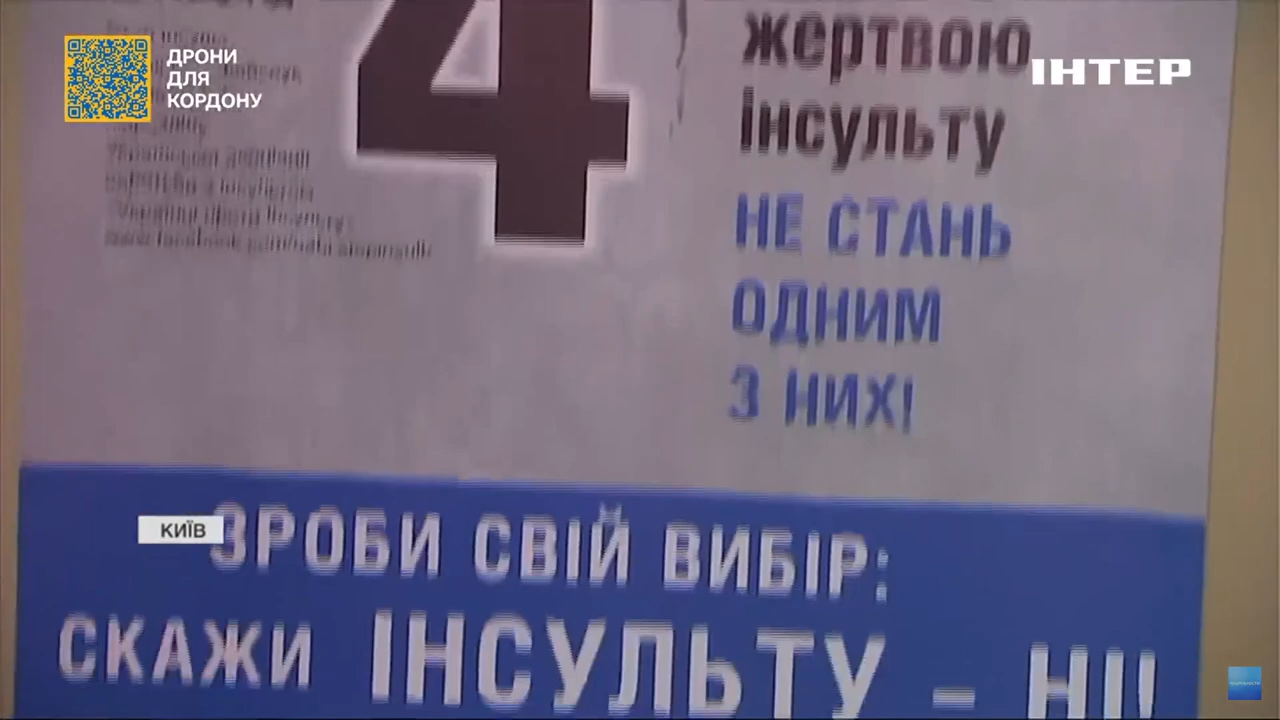 ДРОНИ
ДЛЯ
КОРДОНУ
ІНТЕР
4
жертвою
інсульту
НЕ СТАНЬ
ОДНИМ
З НИХ!
КИЇВ
ЗРОБИ СВІЙ ВИБІР:
СКАЖИ ІНСУЛЬТУ – НІ!